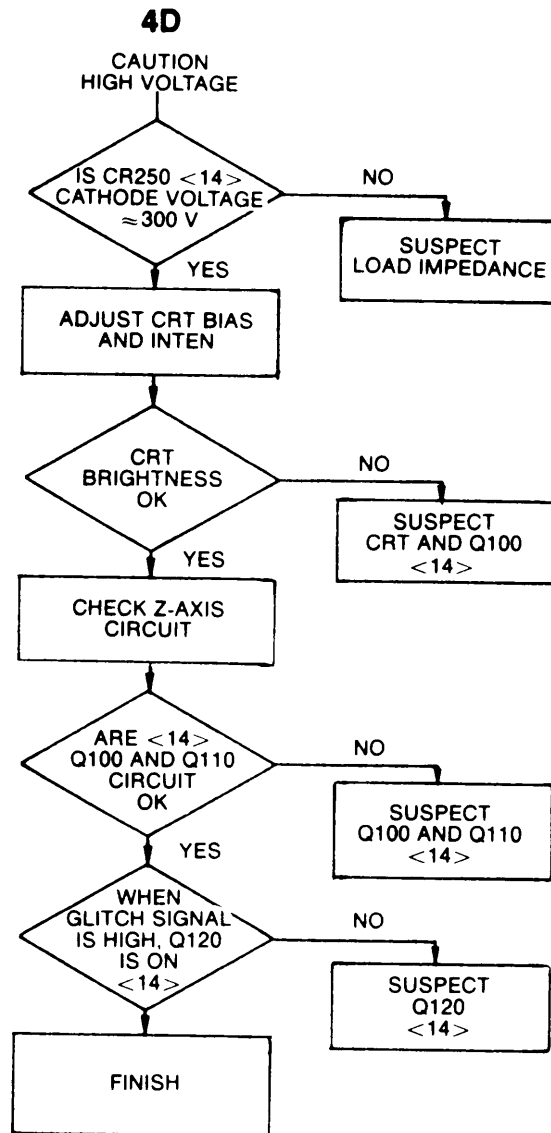 4D
CAUTION
HIGH VOLTAGE
IS CR250 <14>
CATHODE VOLTAGE
≈300 V
NO
SUSPECT
LOAD IMPEDANCE
YES
ADJUST CRT BIAS
AND INTEN
CRT
BRIGHTNESS
OK
NO
SUSPECT
CRT AND Q100
<14>
YES
CHECK Z-AXIS
CIRCUIT
ARE <14>
Q100 AND Q110
CIRCUIT
OK
NO
SUSPECT
Q100 AND Q110
<14>
YES
WHEN
GLITCH SIGNAL
IS HIGH, Q120
IS ON
<14>
NO
SUSPECT
Q120
<14>
FINISH